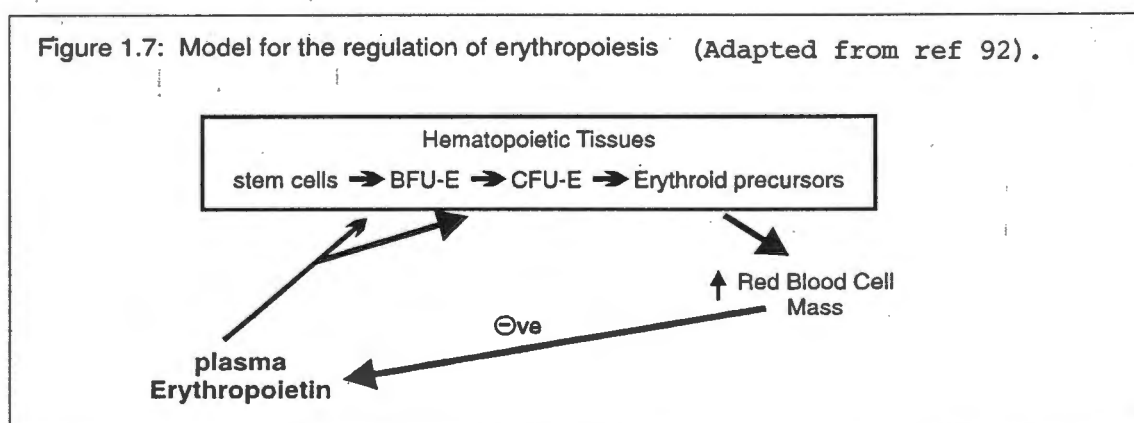 Figure 1.7: Model for the regulation of erythropoiesis (Adapted from ref 92).
Hematopoietic Tissues
stem cells ➔ BFU-E ➔ CFU-E ➔ Erythroid precursors
↑ Red Blood Cell
Mass
⊖ve
plasma
Erythropoietin